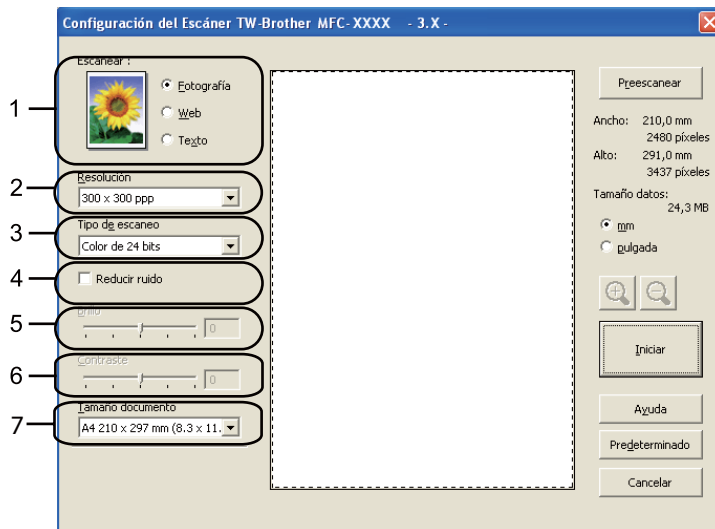 Configuración del Escáner TW-Brother MFC-XXXX - 3.X -
1
Escanear :
Fotografía
Web
Texto
2
Resolución
300 x 300 ppp
3
Tipo de escaneo
Color de 24 bits
4
Reducir ruido
5
Brillo
0
6
Contraste
0
7
Tamaño documento
A4 210 x 297 mm (8.3 x 11.
Preescanear
Ancho: 210,0 mm
2480 píxeles
Alto: 291,0 mm
3437 píxeles
Tamaño datos:
24,3 MB
mm
pulgada
Iniciar
Ayuda
Predeterminado
Cancelar